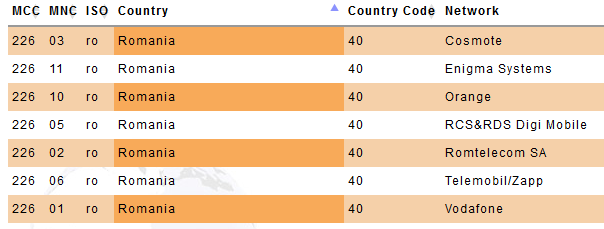 MCC MNC ISO Country Country Code Network
226 03 ro Romania 40 Cosmote
226 11 ro Romania 40 Enigma Systems
226 10 ro Romania 40 Orange
226 05 ro Romania 40 RCS&RDS Digi Mobile
226 02 ro Romania 40 Romtelecom SA
226 06 ro Romania 40 Telemobil/Zapp
226 01 ro Romania 40 Vodafone